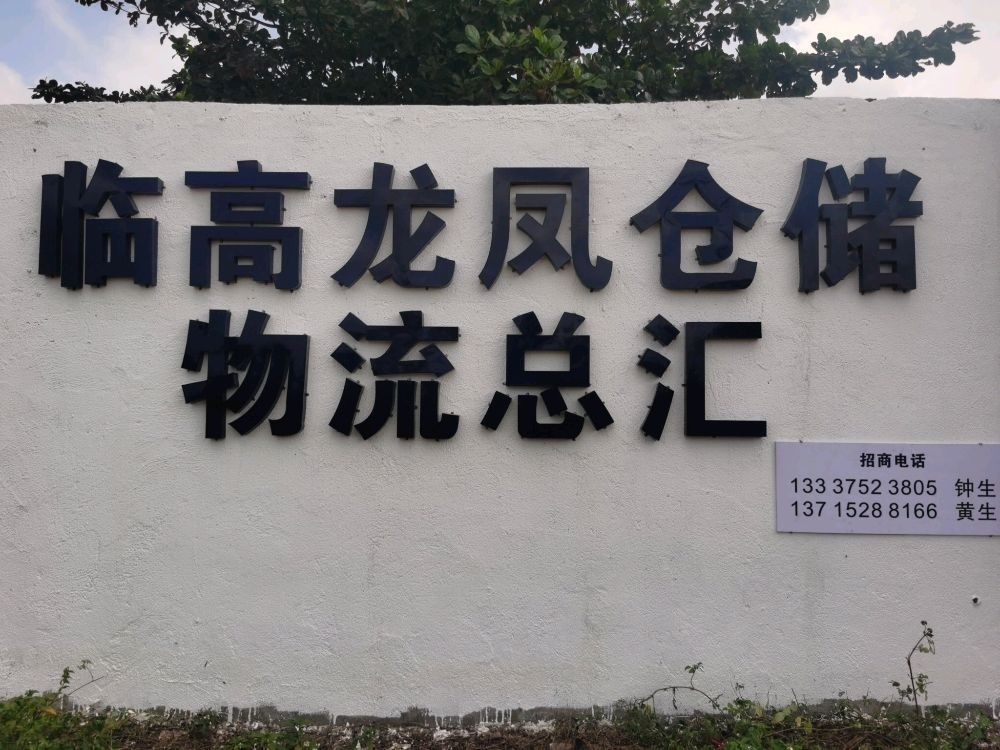 临高龙凤仓储
物流总汇
招商电话
133 3752 3805 钟生
137 1528 8166 黄生